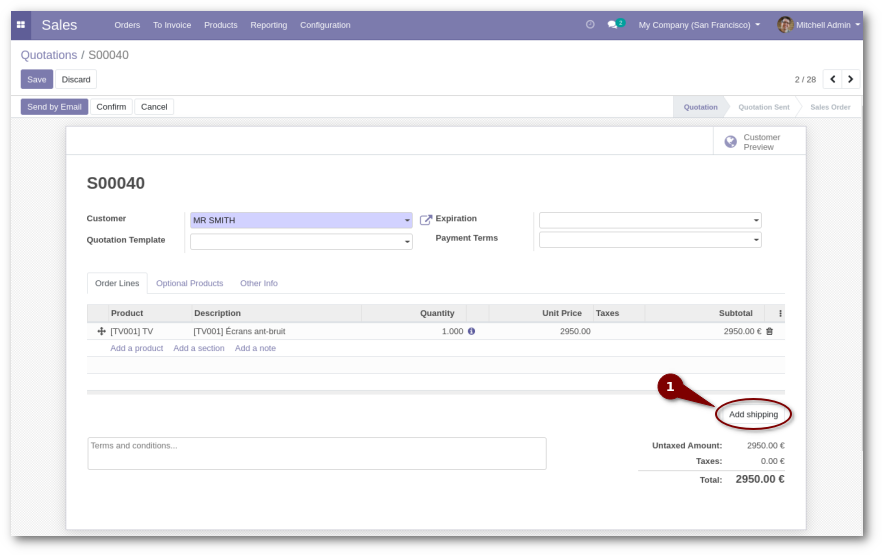 Sales Orders To Invoice Products Reporting Configuration 2 My Company (San Francisco) Mitchell Admin
Quotations / S00040
Save Discard 2 / 28
Send by Email Confirm Cancel Quotation Quotation Sent Sales Order
Customer
Preview
S00040
Customer MR SMITH Expiration
Quotation Template Payment Terms
Order Lines Optional Products Other Info
Product Description Quantity Unit Price Taxes Subtotal
[TV001] TV [TV001] Écrans ant-bruit 1.000 2950.00 2950.00 €
Add a product Add a section Add a note
1
Add shipping
Terms and conditions... Untaxed Amount: 2950.00 €
Taxes: 0.00 €
Total: 2950.00 €